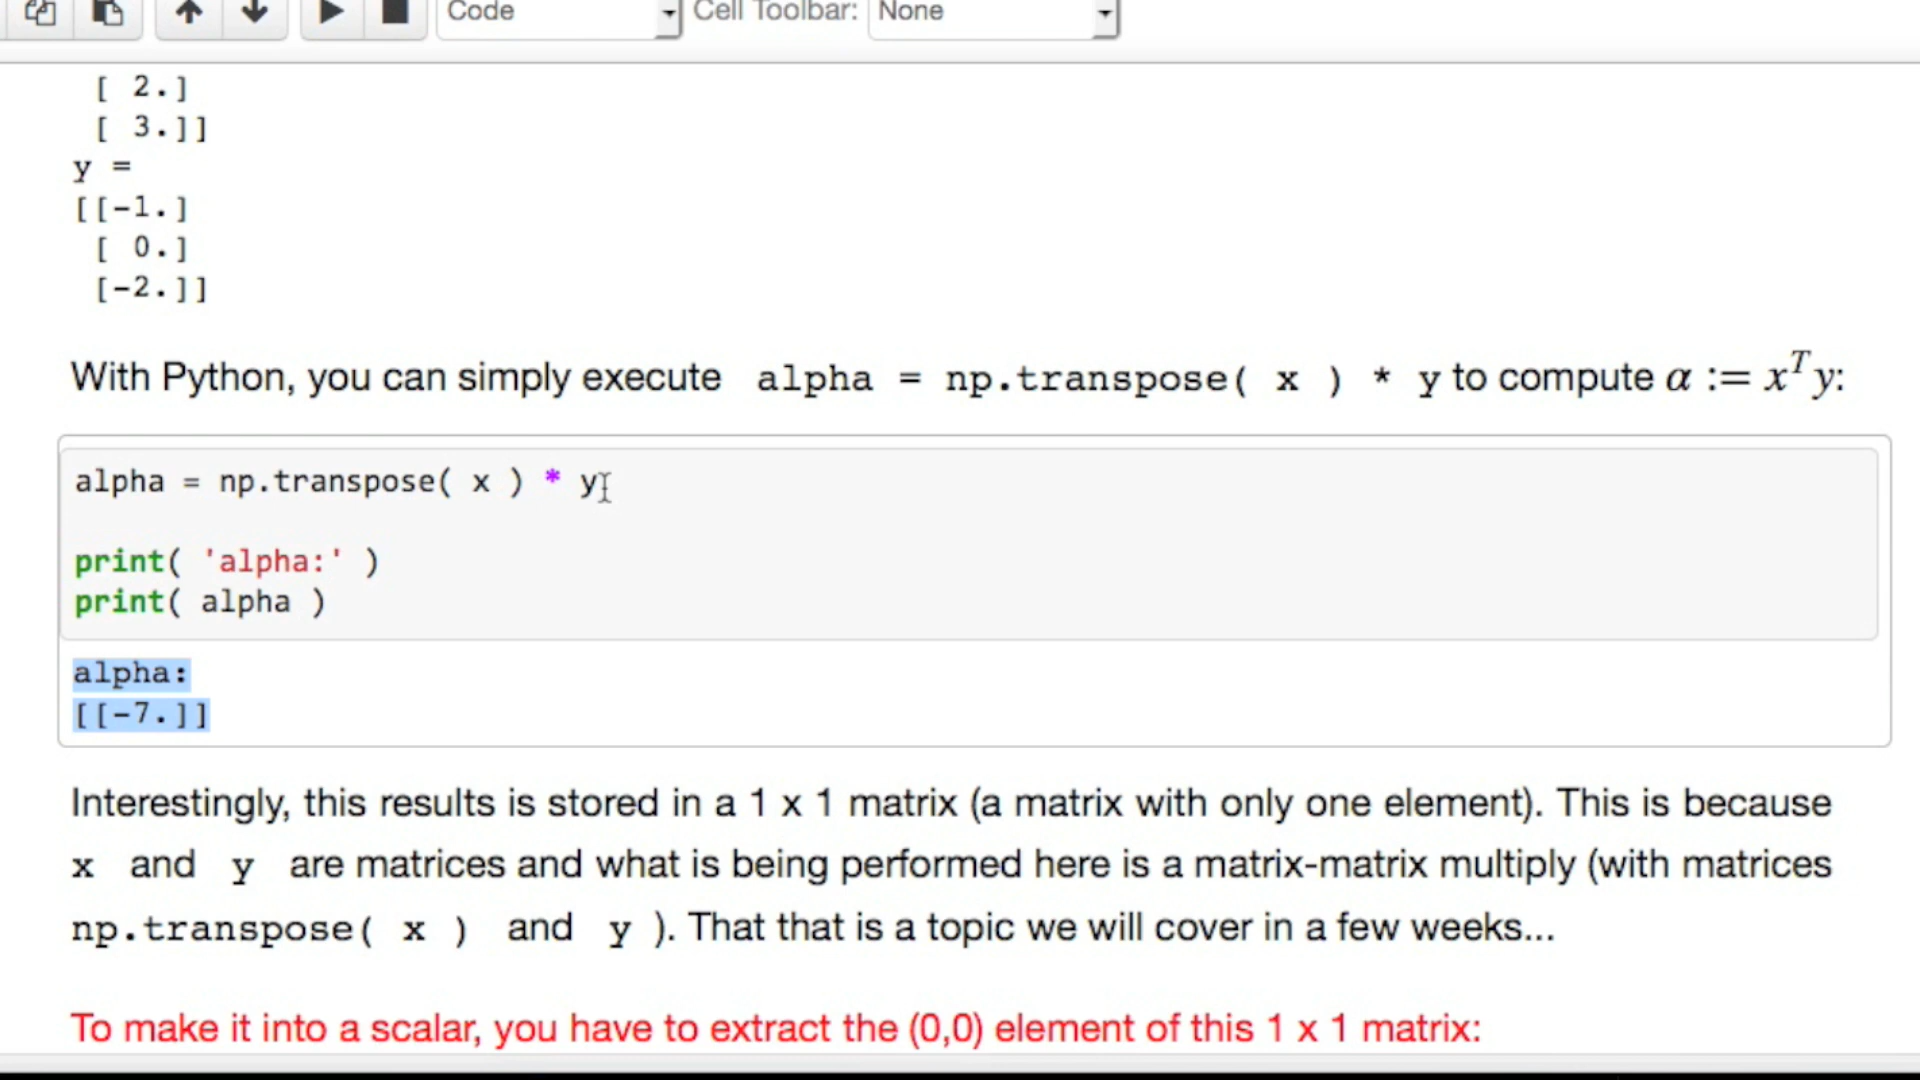 Code Cell Toolbar: None
[ 2.]
[ 3.]]
y =
[[-1.]
[ 0.]
[-2.]]
With Python, you can simply execute alpha = np.transpose( x ) * y to compute α := xᵀy:
alpha = np.transpose( x ) * y
print( 'alpha:' )
print( alpha )
alpha:
[[-7.]]
Interestingly, this results is stored in a 1 x 1 matrix (a matrix with only one element). This is because
x and y are matrices and what is being performed here is a matrix-matrix multiply (with matrices
np.transpose( x ) and y ). That that is a topic we will cover in a few weeks...
To make it into a scalar, you have to extract the (0,0) element of this 1 x 1 matrix: